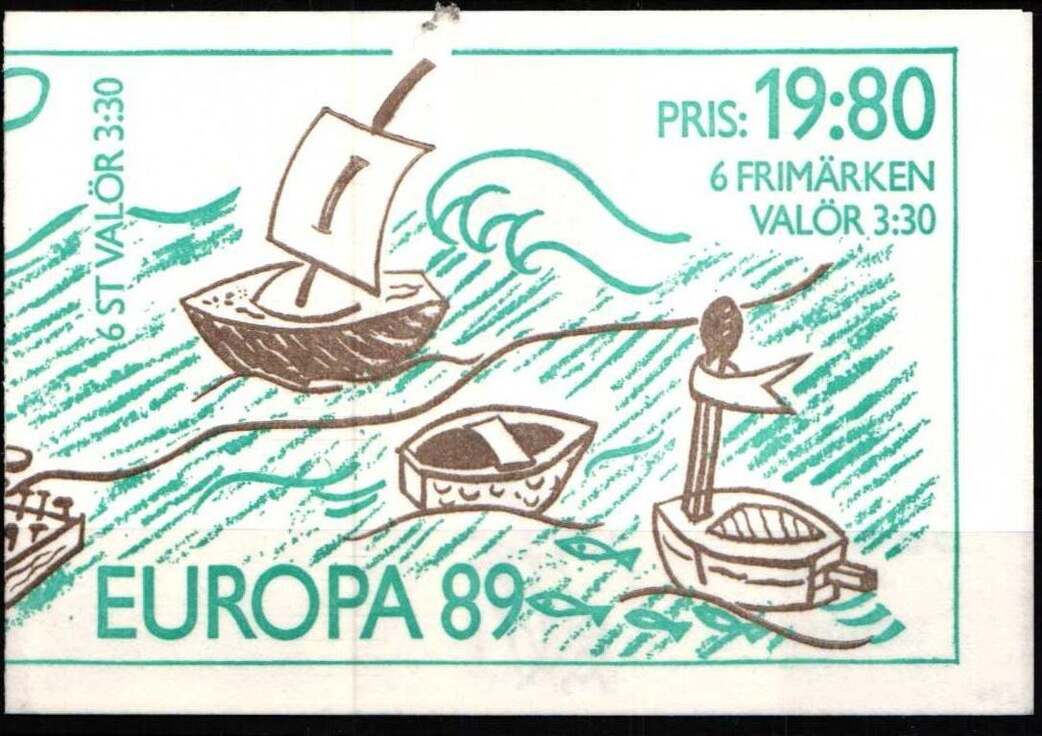 6 ST VALÖR 3:30
PRIS: 19:80
6 FRIMÄRKEN
VALÖR 3:30
EUROPA 89